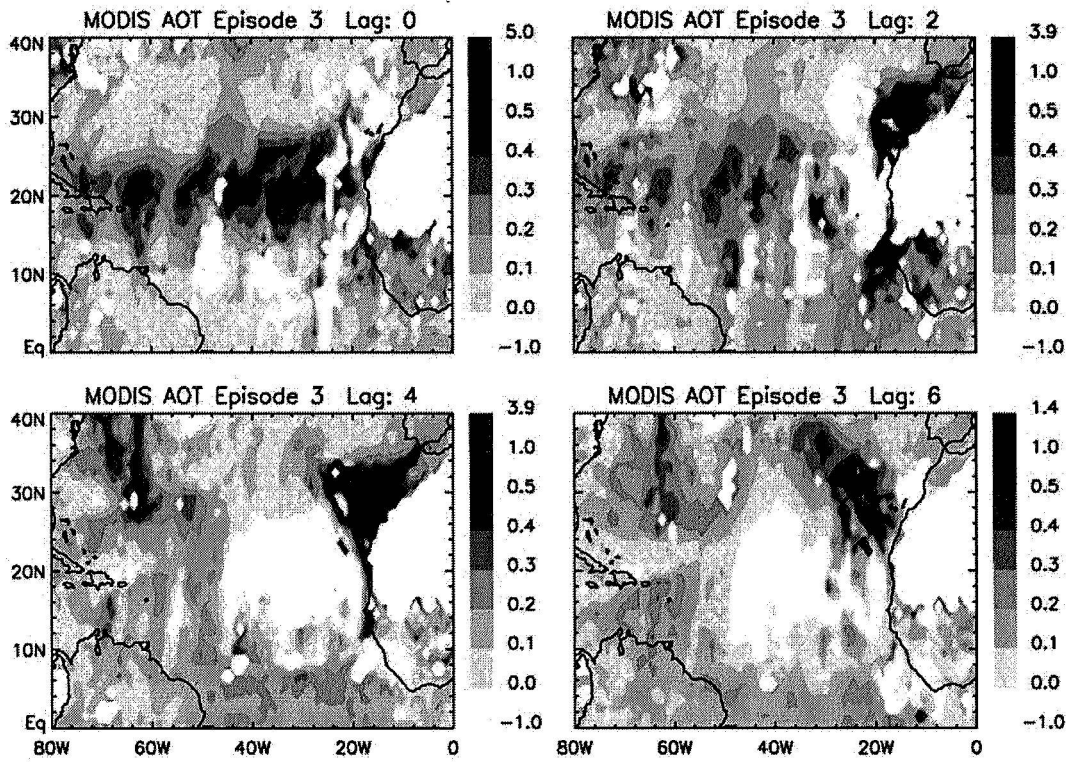 MODIS AOT Episode 3 Lag: 0
40N
30N
20N
10N
Eq
5.0
1.0
0.5
0.4
0.3
0.2
0.1
0.0
−1.0
MODIS AOT Episode 3 Lag: 2
3.9
1.0
0.5
0.4
0.3
0.2
0.1
0.0
−1.0
MODIS AOT Episode 3 Lag: 4
40N
30N
20N
10N
Eq
80W 60W 40W 20W 0
3.9
1.0
0.5
0.4
0.3
0.2
0.1
0.0
−1.0
MODIS AOT Episode 3 Lag: 6
80W 60W 40W 20W 0
1.4
1.0
0.5
0.4
0.3
0.2
0.1
0.0
−1.0